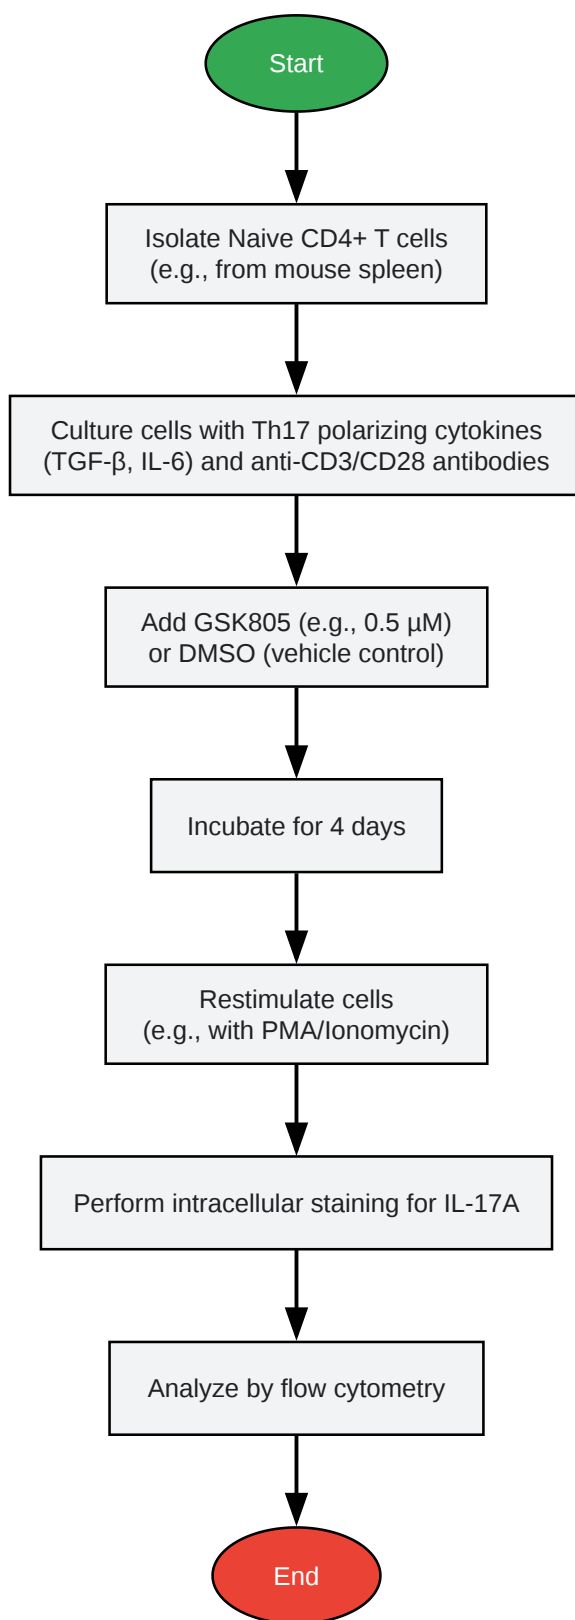 Start
Isolate Naive CD4+ T cells
(e.g., from mouse spleen)
Culture cells with Th17 polarizing cytokines
(TGF-β, IL-6) and anti-CD3/CD28 antibodies
Add GSK805 (e.g., 0.5 µM)
or DMSO (vehicle control)
Incubate for 4 days
Restimulate cells
(e.g., with PMA/Ionomycin)
Perform intracellular staining for IL-17A
Analyze by flow cytometry
End